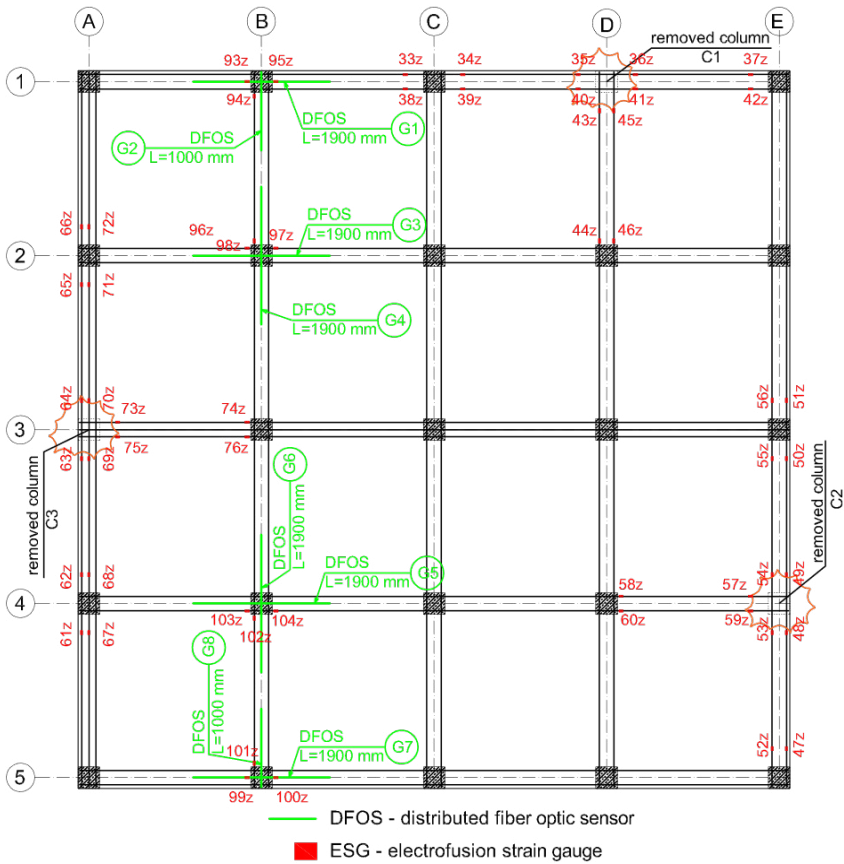 A B C D E
removed column
C1
93z 95z 33z 34z 35z 36z 37z
1
94z 38z 39z 40z 41z 42z
43z 45z
DFOS
L=1900 mm
G1
G2
DFOS
L=1000 mm
66z 72z 96z 97z 44z 46z
98z
DFOS
L=1900 mm
G3
2
65z 71z
DFOS
L=1900 mm
G4
64z 70z 73z 74z 56z 51z
3
63z 69z 75z 76z 55z 50z
removed column
C3
removed column
C2
G6
DFOS
L=1900 mm
DFOS
L=1900 mm
G5
62z 68z 58z 57z 54z 49z
4
61z 67z 103z 104z 60z 59z 53z 48z
102z
G8
DFOS
L=1000 mm
DFOS
L=1900 mm
G7
101z 52z 47z
5
99z 100z
DFOS - distributed fiber optic sensor
ESG - electrofusion strain gauge